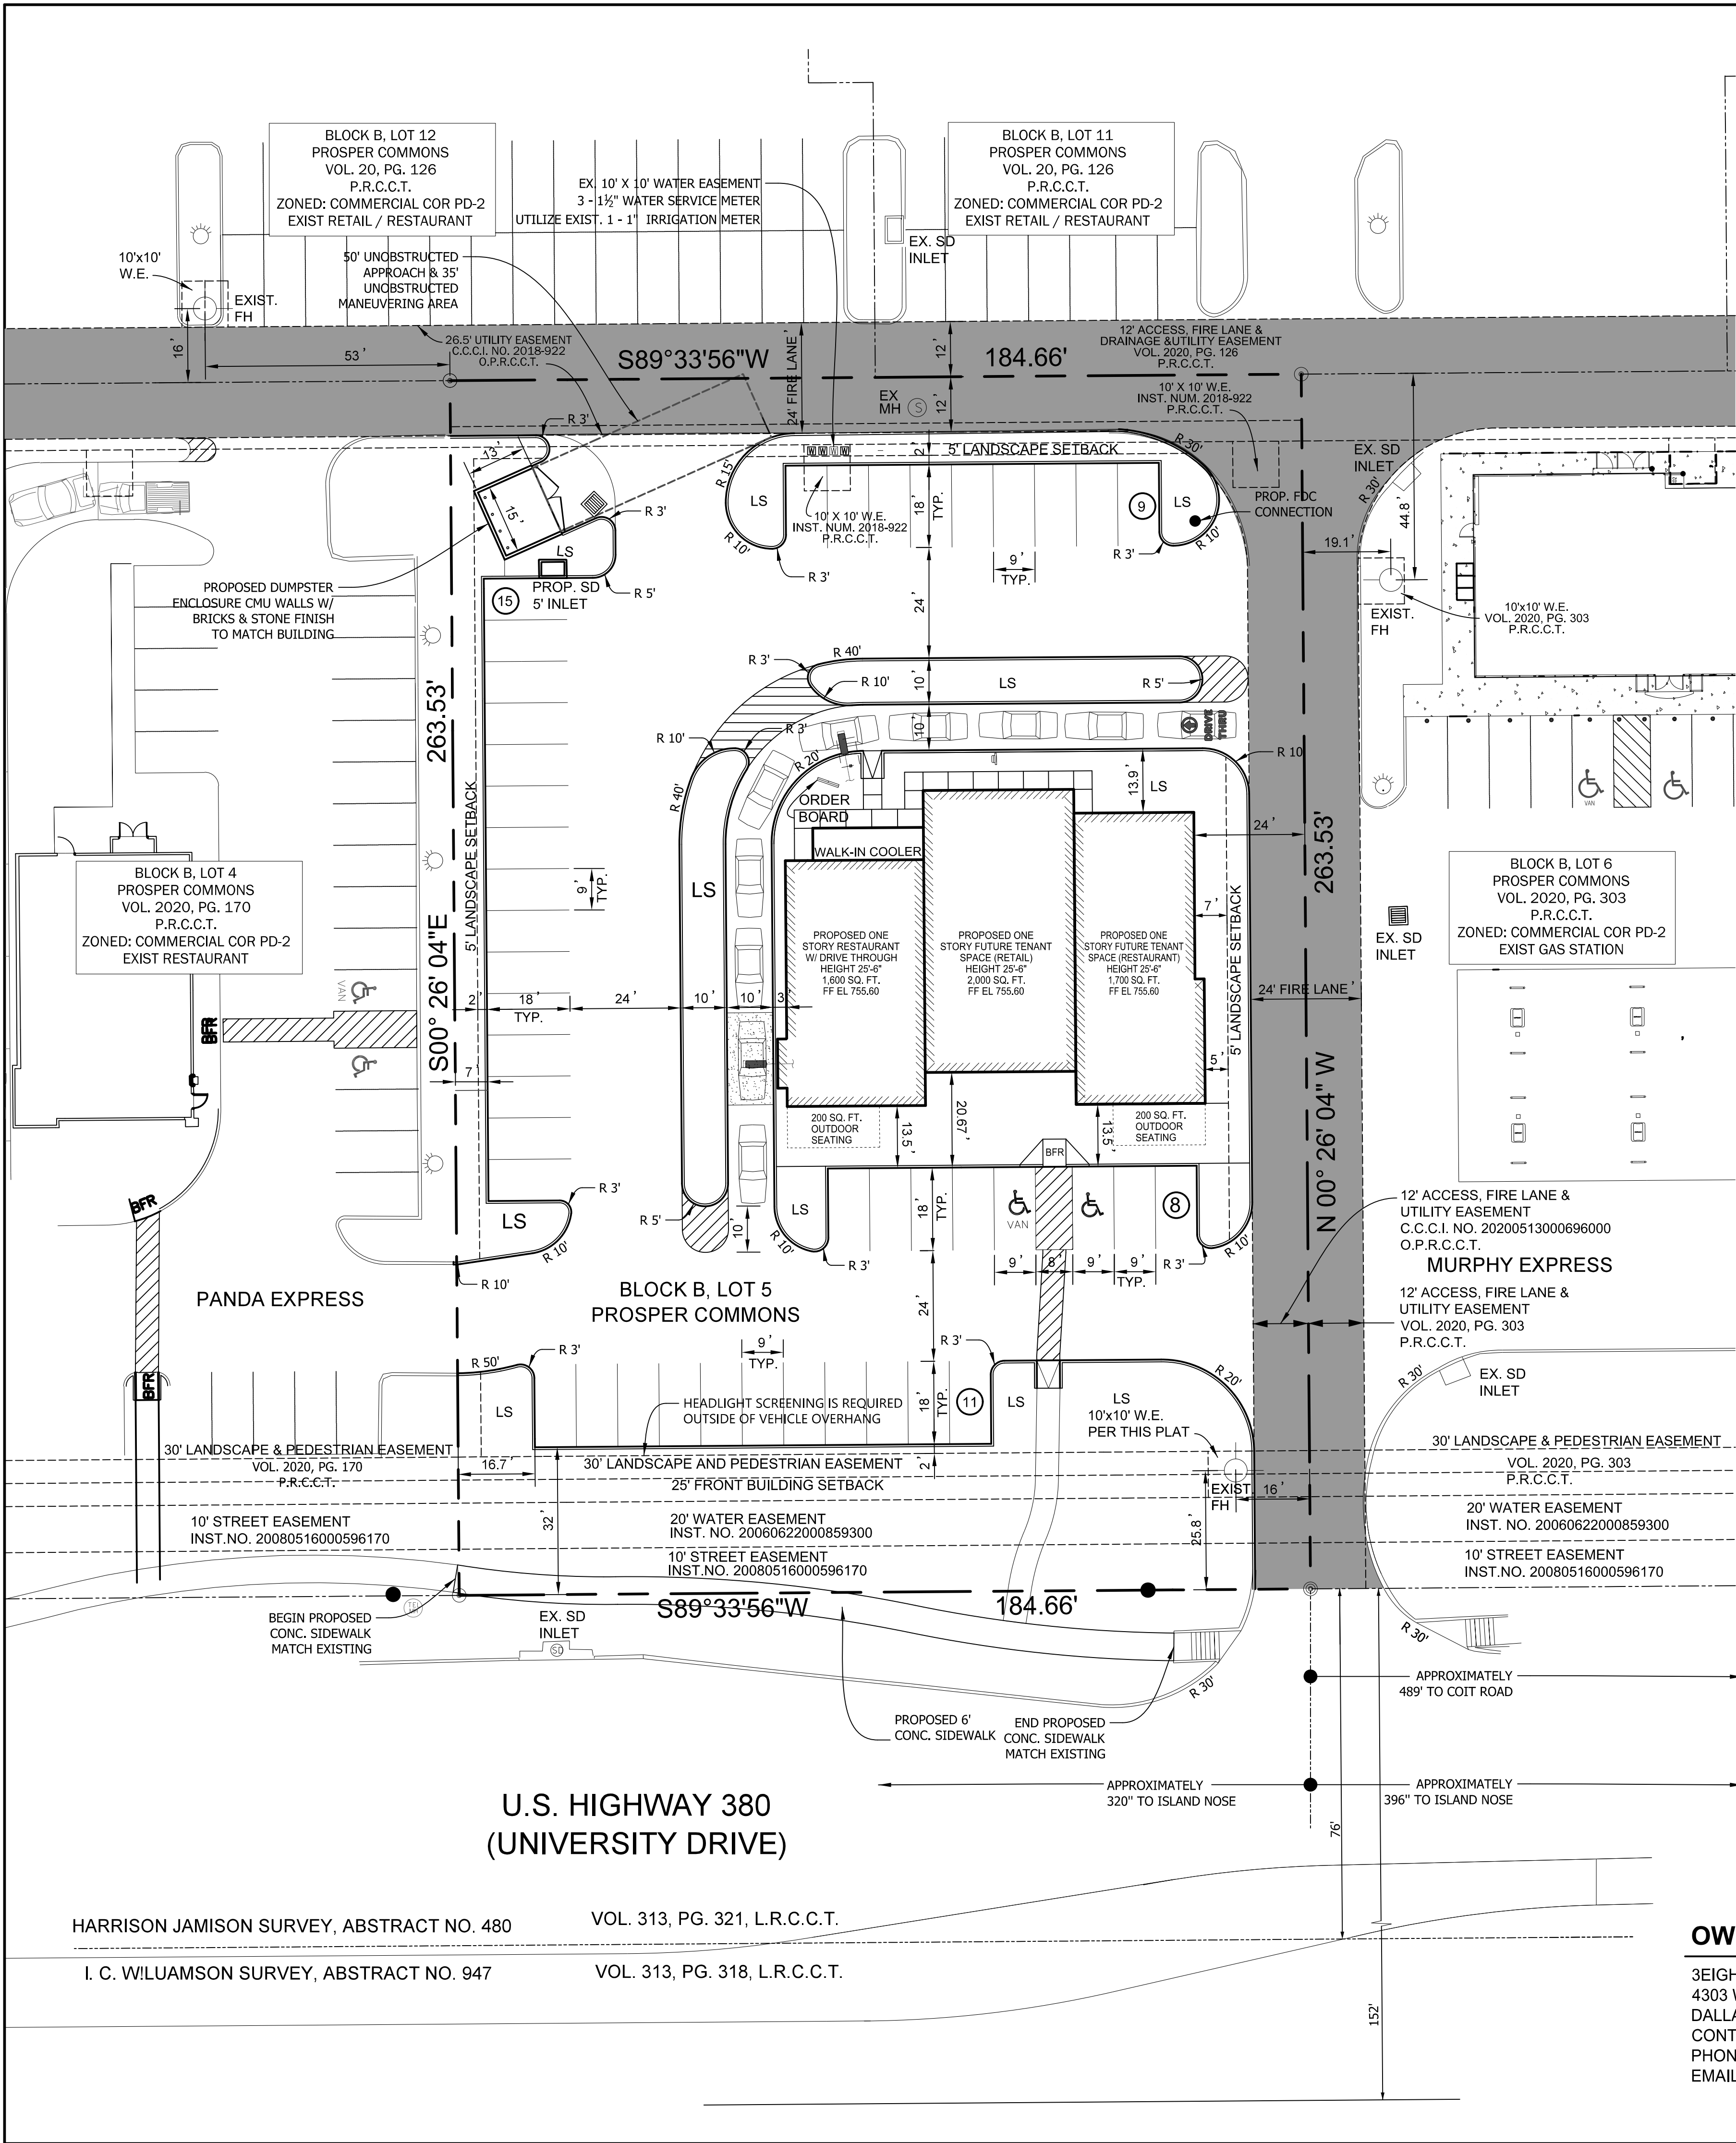 BLOCK B, LOT 12
PROSPER COMMONS
VOL. 20, PG. 126
P.R.C.C.T.
ZONED: COMMERCIAL COR PD-2
EXIST RETAIL / RESTAURANT
EX. 10' X 10' WATER EASEMENT
3 - 1½" WATER SERVICE METER
UTILIZE EXIST. 1 - 1" IRRIGATION METER
BLOCK B, LOT 11
PROSPER COMMONS
VOL. 20, PG. 126
P.R.C.C.T.
ZONED: COMMERCIAL COR PD-2
EXIST RETAIL / RESTAURANT
EX. SD
INLET
10'x10'
W.E.
EXIST.
FH
50' UNOBSTRUCTED
APPROACH & 35'
UNOBSTRUCTED
MANEUVERING AREA
16'
53'
26.5' UTILITY EASEMENT
C.C.C.I. NO. 2018-922
O.P.R.C.C.T.
S89°33'56"W
24' FIRE LANE'
12'
184.66'
12' ACCESS, FIRE LANE &
DRAINAGE &UTILITY EASEMENT
VOL. 2020, PG. 126
P.R.C.C.T.
EX
MH
S
12'
10' X 10' W.E.
INST. NUM. 2018-922
P.R.C.C.T.
R 3'
13'
15'
R 15'
W W W W
2'
5' LANDSCAPE SETBACK
R 30'
EX. SD
INLET
R 30'
44.8'
LS
18'
TYP.
9
LS
PROP. FDC
CONNECTION
10' X 10' W.E.
INST. NUM. 2018-922
P.R.C.C.T.
R 3'
R 10'
R 3'
R 3'
R 10'
19.1'
LS
9'
TYP.
PROPOSED DUMPSTER
ENCLOSURE CMU WALLS W/
BRICKS & STONE FINISH
TO MATCH BUILDING
15
PROP. SD
5' INLET
R 5'
24'
EXIST.
FH
10'x10' W.E.
VOL. 2020, PG. 303
P.R.C.C.T.
R 3'
R 40'
R 10'
10'
LS
R 5'
263.53'
R 10'
R 3'
10'
DRIVE
THRU
R 10
R 20'
R 40'
ORDER
BOARD
13.9'
LS
VAN
WALK-IN COOLER
24'
263.53'
5' LANDSCAPE SETBACK
BLOCK B, LOT 4
PROSPER COMMONS
VOL. 2020, PG. 170
P.R.C.C.T.
ZONED: COMMERCIAL COR PD-2
EXIST RESTAURANT
9'
TYP.
LS
7'
BLOCK B, LOT 6
PROSPER COMMONS
VOL. 2020, PG. 303
P.R.C.C.T.
ZONED: COMMERCIAL COR PD-2
EXIST GAS STATION
PROPOSED ONE
STORY RESTAURANT
W/ DRIVE THROUGH
HEIGHT 25'-6"
1,600 SQ. FT.
FF EL 755.60
PROPOSED ONE
STORY FUTURE TENANT
SPACE (RETAIL)
HEIGHT 25'-6"
2,000 SQ. FT.
FF EL 755.60
PROPOSED ONE
STORY FUTURE TENANT
SPACE (RESTAURANT)
HEIGHT 25'-6"
1,700 SQ. FT.
FF EL 755.60
5' LANDSCAPE SETBACK
EX. SD
INLET
S00° 26' 04"E
VAN
BFR
2'
18'
TYP.
24'
10'
10'
3'
24' FIRE LANE'
7'
5'
200 SQ. FT.
OUTDOOR
SEATING
13.5'
20.67'
13.5'
200 SQ. FT.
OUTDOOR
SEATING
BFR
N 00° 26' 04" W
BFR
R 3'
LS
R 10'
R 5'
10'
LS
R 10'
R 3'
18'
TYP.
VAN
8
R 10'
R 3'
9'
8'
9'
9'
TYP.
R 10'
12' ACCESS, FIRE LANE &
UTILITY EASEMENT
C.C.C.I. NO. 20200513000696000
O.P.R.C.C.T.
MURPHY EXPRESS
12' ACCESS, FIRE LANE &
UTILITY EASEMENT
VOL. 2020, PG. 303
P.R.C.C.T.
PANDA EXPRESS
BLOCK B, LOT 5
PROSPER COMMONS
24'
R 50'
R 3'
9'
TYP.
R 3'
R 20'
R 30'
EX. SD
INLET
BFR
LS
HEADLIGHT SCREENING IS REQUIRED
OUTSIDE OF VEHICLE OVERHANG
18'
TYP.
11
LS
LS
10'x10' W.E.
PER THIS PLAT
30' LANDSCAPE & PEDESTRIAN EASEMENT
VOL. 2020, PG. 170
P.R.C.C.T.
16.7'
30' LANDSCAPE AND PEDESTRIAN EASEMENT
2'
25' FRONT BUILDING SETBACK
EXIST.
FH
16'
30' LANDSCAPE & PEDESTRIAN EASEMENT
VOL. 2020, PG. 303
P.R.C.C.T.
10' STREET EASEMENT
INST.NO. 20080516000596170
32'
20' WATER EASEMENT
INST. NO. 20060622000859300
25.8'
20' WATER EASEMENT
INST. NO. 20060622000859300
10' STREET EASEMENT
INST.NO. 20080516000596170
10' STREET EASEMENT
INST.NO. 20080516000596170
S89°33'56"W
184.66'
BEGIN PROPOSED
CONC. SIDEWALK
MATCH EXISTING
EX. SD
INLET
R 30'
R 30'
APPROXIMATELY
489' TO COIT ROAD
PROPOSED 6'
CONC. SIDEWALK
END PROPOSED
CONC. SIDEWALK
MATCH EXISTING
APPROXIMATELY
320" TO ISLAND NOSE
APPROXIMATELY
396" TO ISLAND NOSE
U.S. HIGHWAY 380
(UNIVERSITY DRIVE)
76'
HARRISON JAMISON SURVEY, ABSTRACT NO. 480
VOL. 313, PG. 321, L.R.C.C.T.
I. C. W!LUAMSON SURVEY, ABSTRACT NO. 947
VOL. 313, PG. 318, L.R.C.C.T.
152'
OW
3EIGH
4303 W
DALLA
CONT
PHON
EMAIL